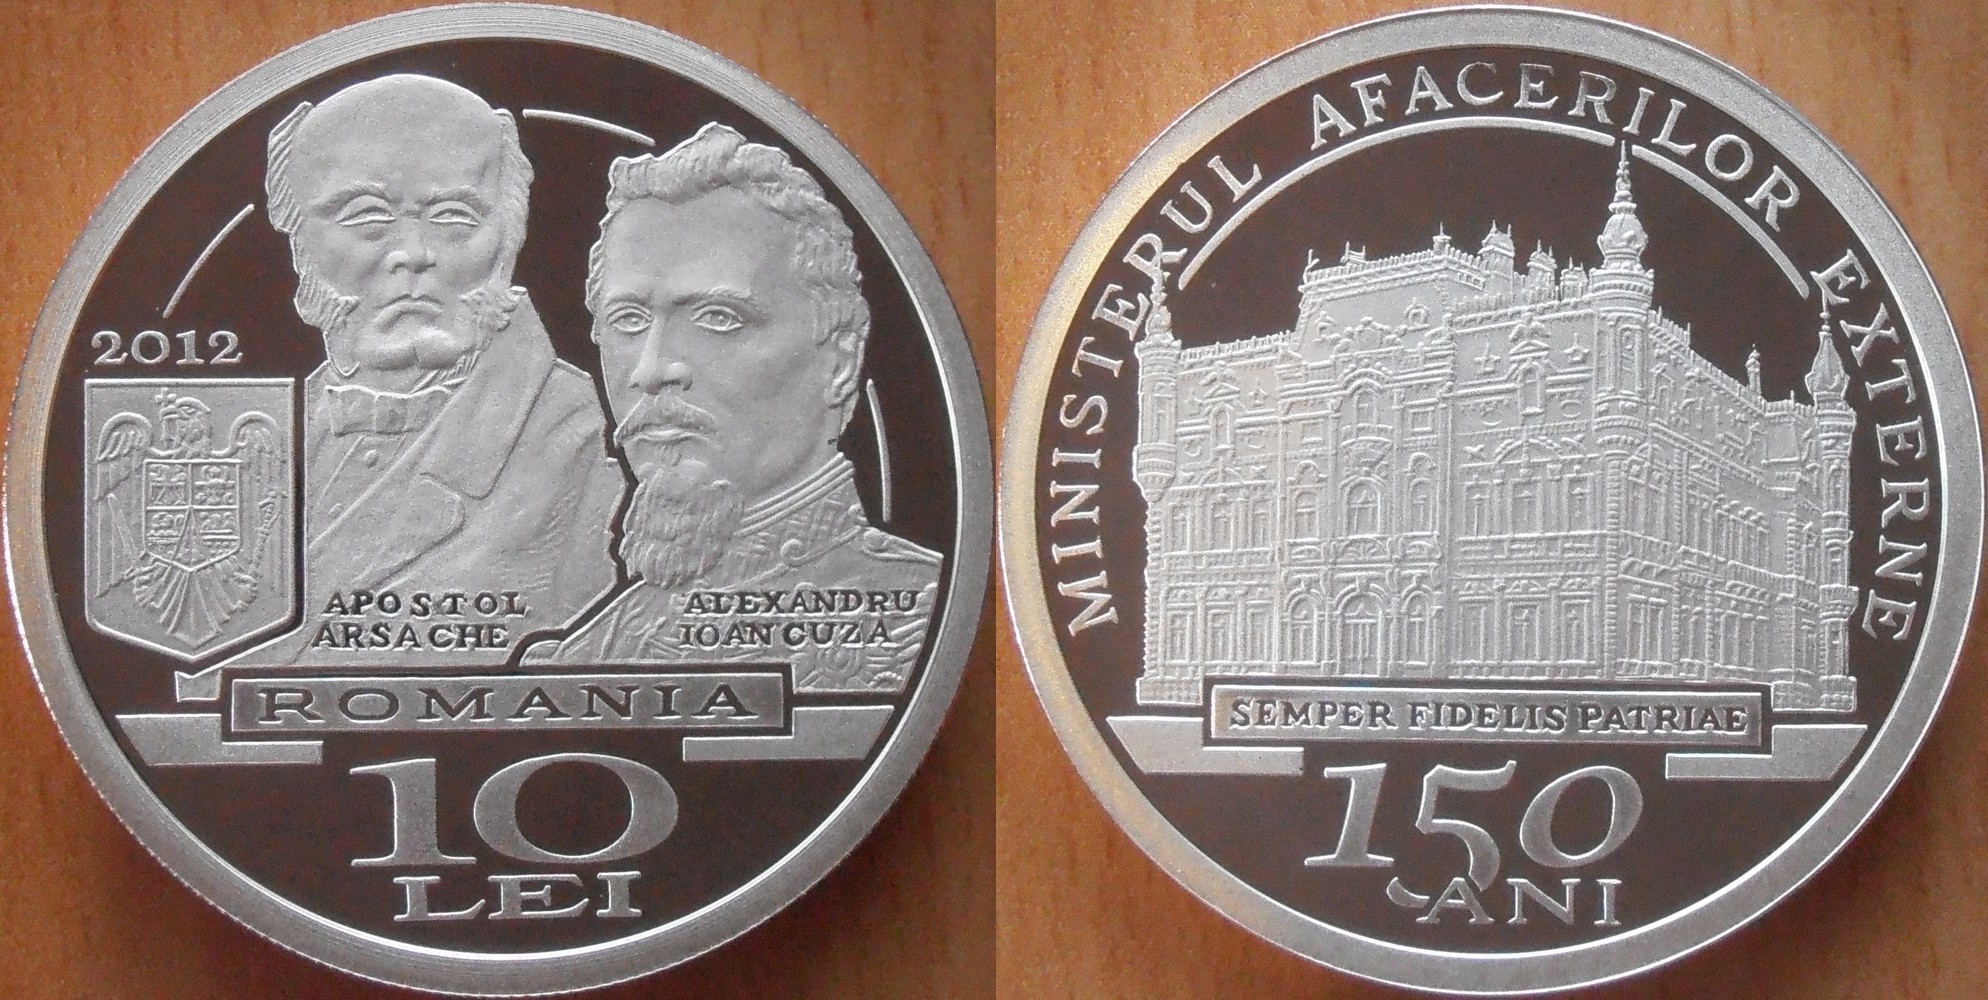 2012
APOSTOL
ARSACHE
ALEXANDRU
IOAN CUZA
ROMANIA
10
LEI
MINISTERUL AFACERILOR EXTERNE
SEMPER FIDELIS PATRIAE
150
ANI